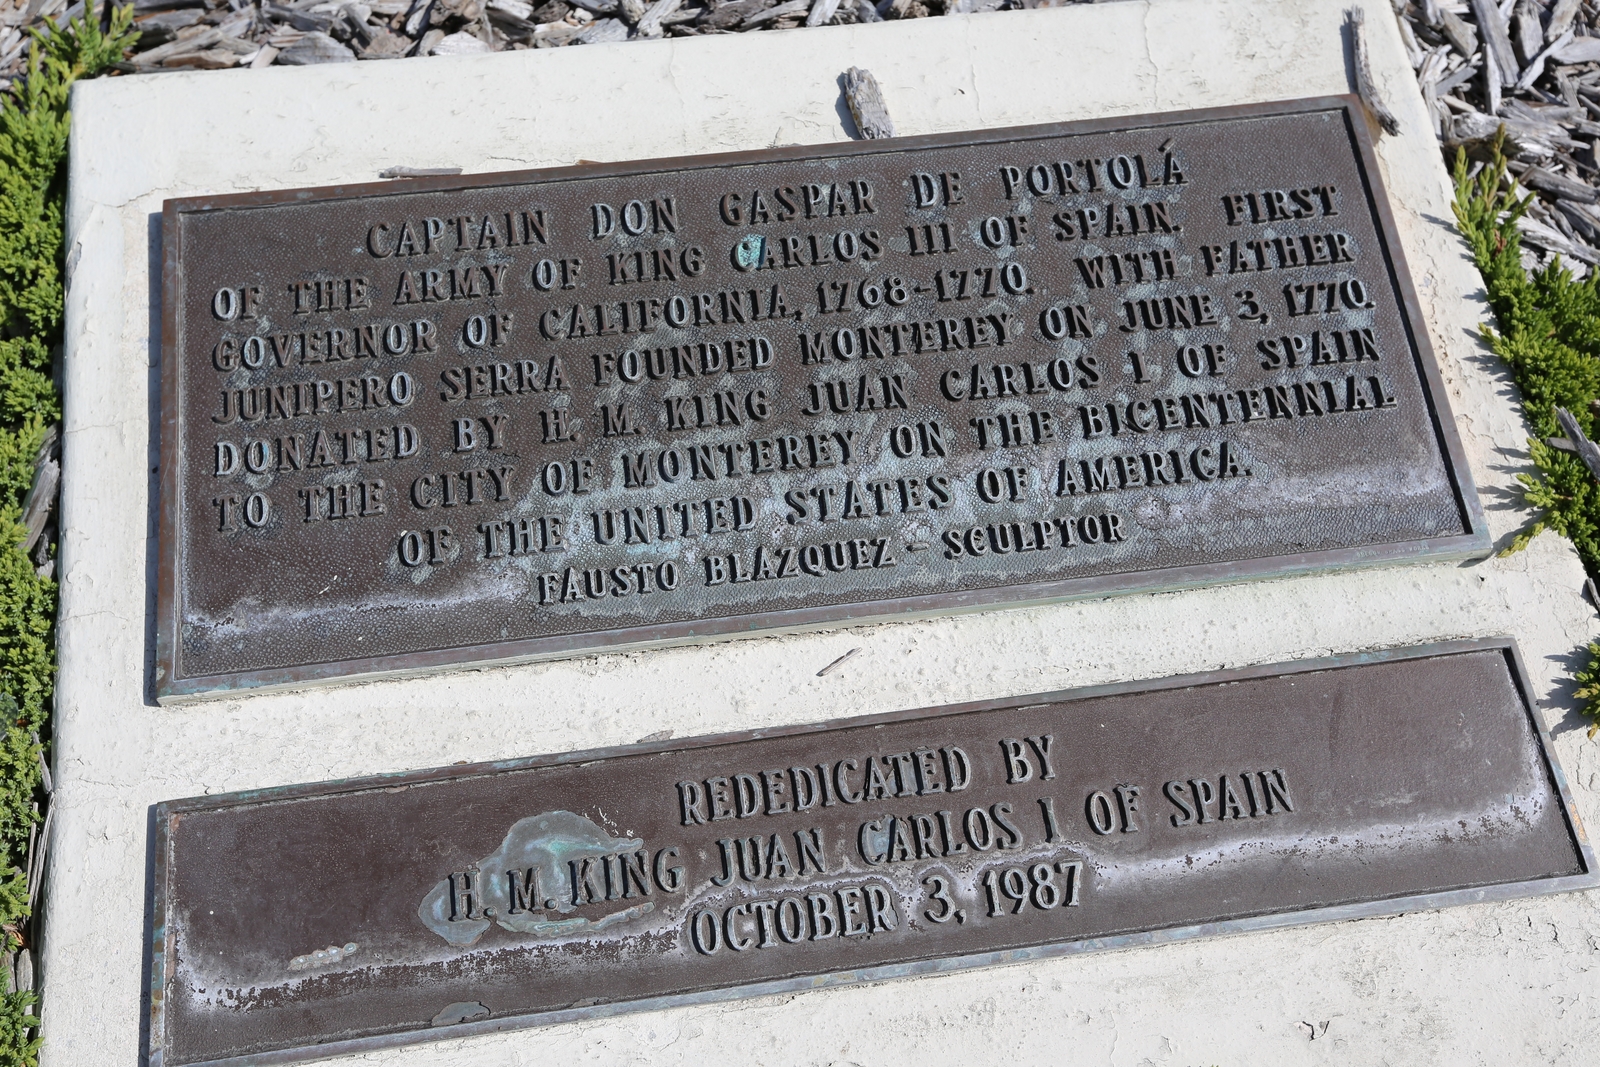 CAPTAIN DON GASPAR DE PORTOLÁ
OF THE ARMY OF KING CARLOS III OF SPAIN. FIRST
GOVERNOR OF CALIFORNIA, 1768-1770. WITH FATHER
JUNIPERO SERRA FOUNDED MONTEREY ON JUNE 3, 1770.
DONATED BY H. M. KING JUAN CARLOS I OF SPAIN
TO THE CITY OF MONTEREY ON THE BICENTENNIAL
OF THE UNITED STATES OF AMERICA.
FAUSTO BLAZQUEZ - SCULPTOR
REDEDICATED BY
H. M. KING JUAN CARLOS I OF SPAIN
OCTOBER 3, 1987